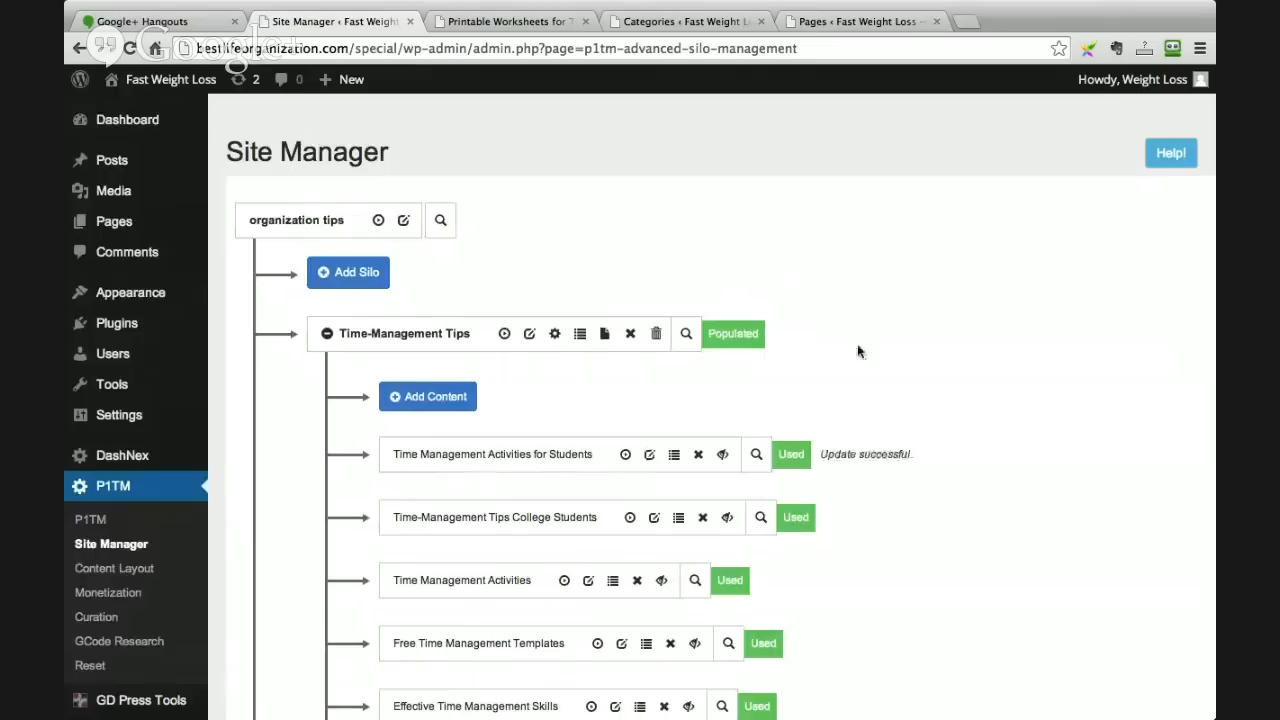 Google+ Hangouts
Site Manager ‹ Fast Weigh
Printable Worksheets for T
Categories ‹ Fast Weight L
Pages ‹ Fast Weight Loss —
Google+
bestlifeorganization.com/special/wp-admin/admin.php?page=p1tm-advanced-silo-management
Fast Weight Loss
2
0
New
Howdy, Weight Loss
Dashboard
Posts
Media
Pages
Comments
Appearance
Plugins
Users
Tools
Settings
DashNex
P1TM
P1TM
Site Manager
Content Layout
Monetization
Curation
GCode Research
Reset
GD Press Tools
Site Manager
Help!
organization tips
Add Silo
Time-Management Tips
Populated
Add Content
Time Management Activities for Students
Used
Update successful.
Time-Management Tips College Students
Used
Time Management Activities
Used
Free Time Management Templates
Used
Effective Time Management Skills
Used